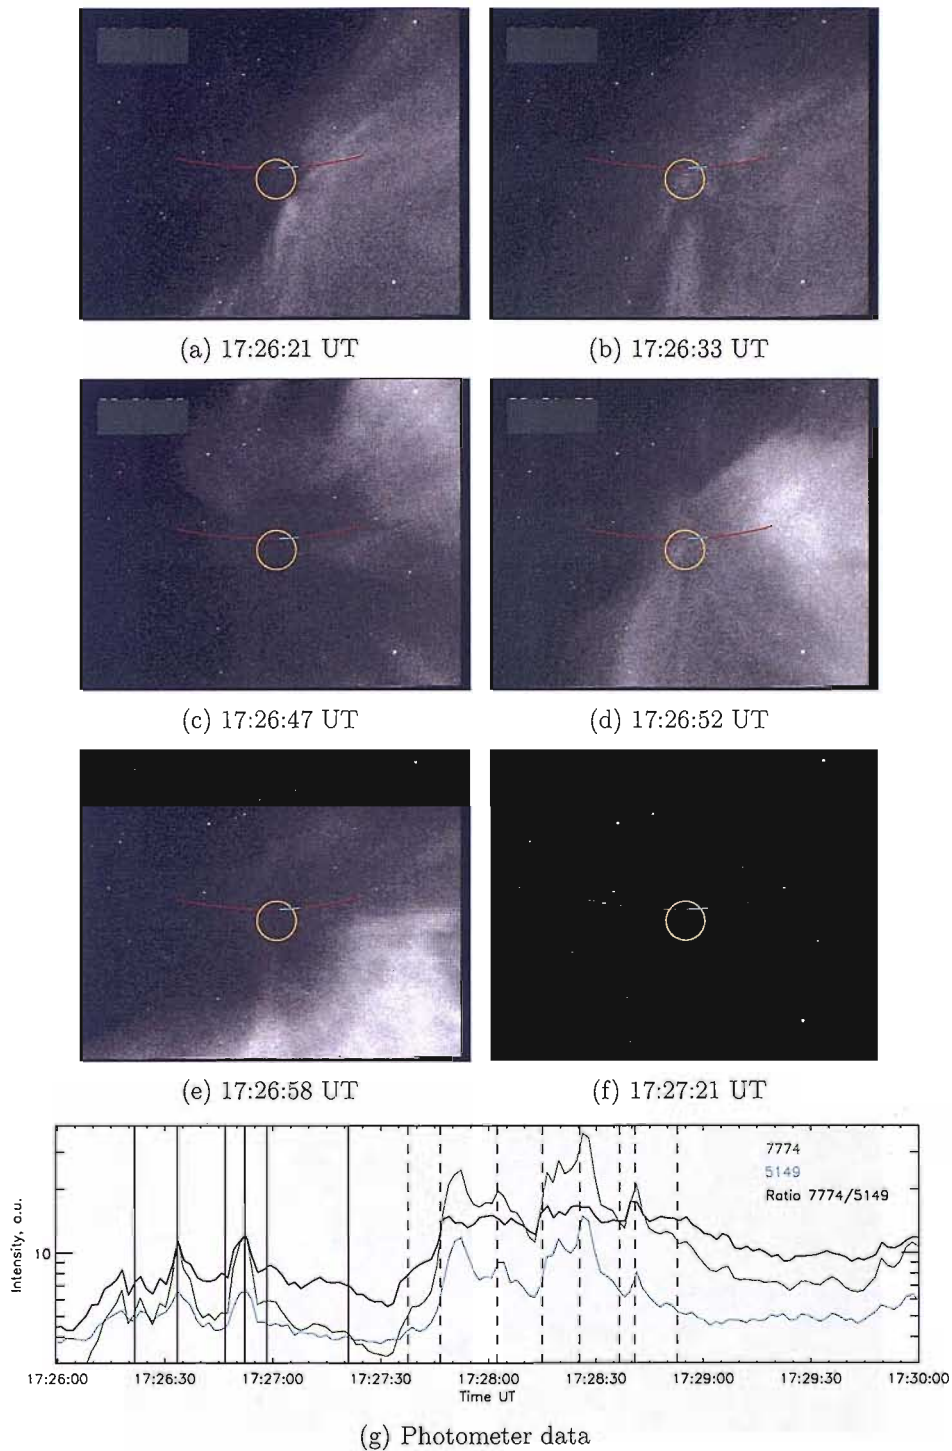 (a) 17:26:21 UT
(b) 17:26:33 UT
(c) 17:26:47 UT
(d) 17:26:52 UT
(e) 17:26:58 UT
(f) 17:27:21 UT
7774
5149
Ratio 7774/5149
Intensity, a.u.
10
17:26:00 17:26:30 17:27:00 17:27:30 17:28:00 17:28:30 17:29:00 17:29:30 17:30:00
Time UT
(g) Photometer data